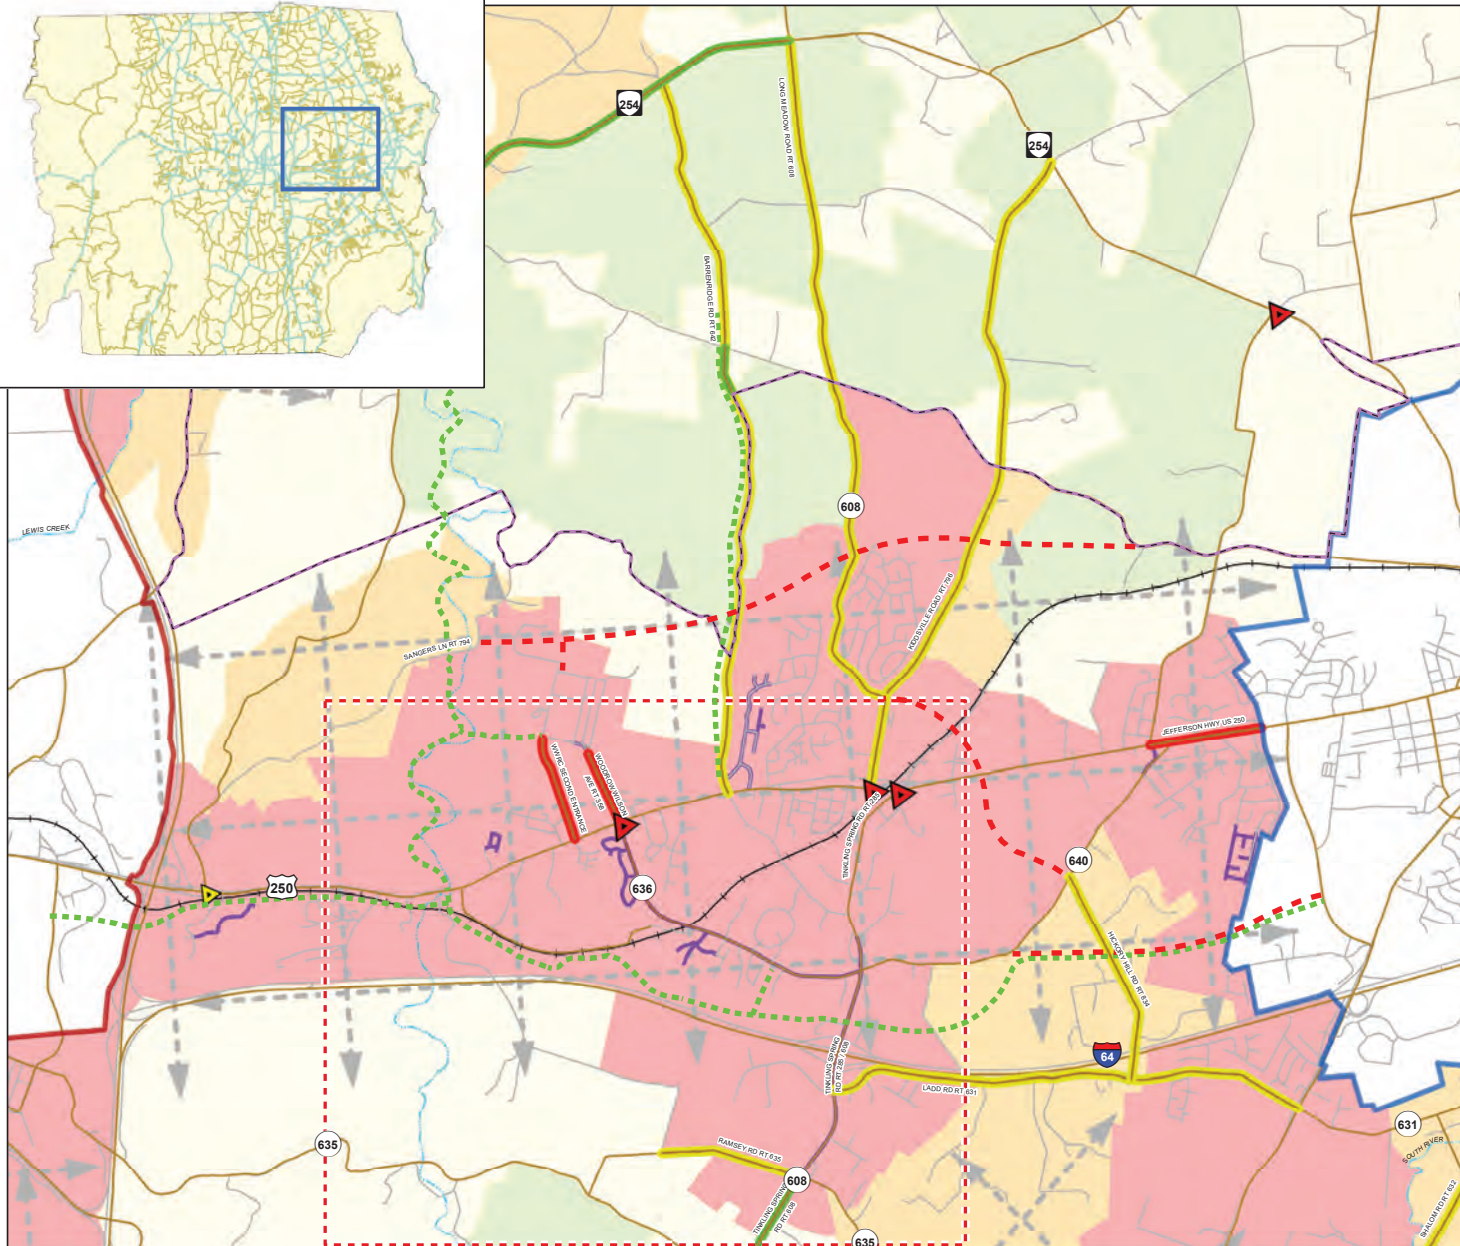 254
LONG MEADOW ROAD RT 608
254
BARRENRIDGE RD RT 642
LEWIS CREEK
608
SANGERS LN RT 794
KIDDSVILLE ROAD RT 796
JEFFERSON HWY, US 250
WWRC SECOND ENTRANCE
WOODROW WILSON
AVE RT 358
TINKLING SPRING RD RT 285
640
250
636
HICKORY HILL RD, RT 634
64
TINKLING SPRING
RD RT 285 / 608
LADD RD RT 631
631
635
RAMSEY RD RT 635
SOUTH RIVER
608
TINKLING SPRING
RD RT 608
SHALOM RD RT 632
635